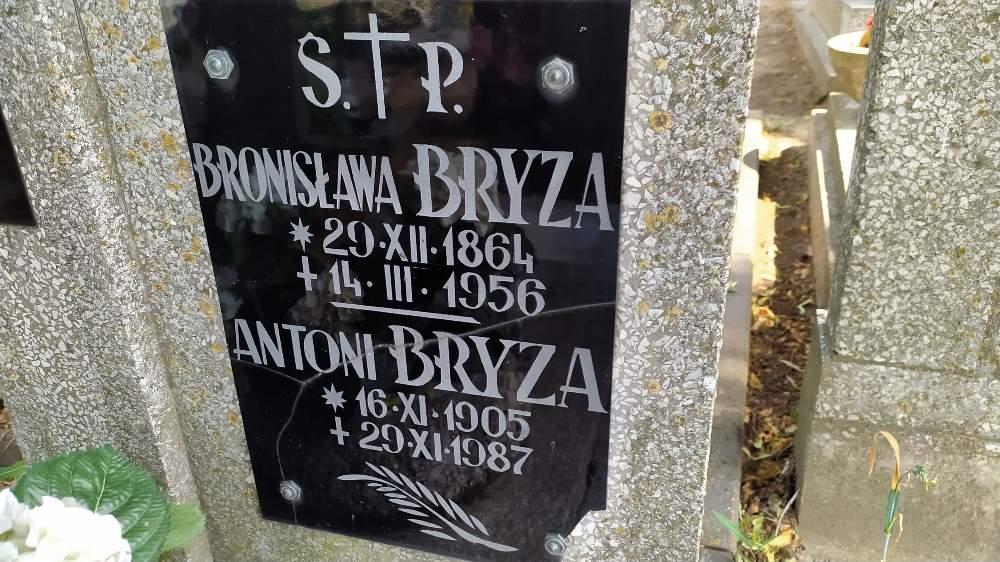 S. P.
BRONISŁAWA BRYZA
* 29·XII·1864
+ 14·III·1956
ANTONI BRYZA
* 16·XI·1905
+ 29·XI·1987